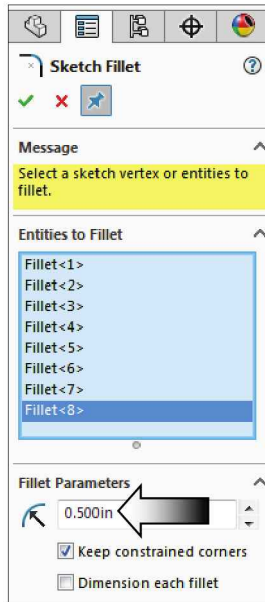 Sketch Fillet
Message
Select a sketch vertex or entities to
fillet.
Entities to Fillet
Fillet<1>
Fillet<2>
Fillet<3>
Fillet<4>
Fillet<5>
Fillet<6>
Fillet<7>
Fillet<8>
Fillet Parameters
0.500in
Keep constrained corners
Dimension each fillet